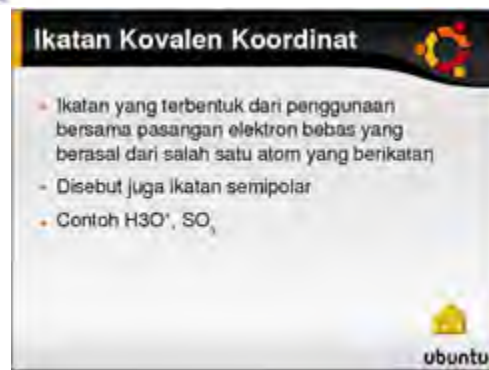 Ikatan Kovalen Koordinat
- Ikatan yang terbentuk dari penggunaan
bersama pasangan elektron bebas yang
berasal dari salah satu atom yang berikatan
- Disebut juga ikatan semipolar
- Contoh H3O⁺, SO₃
ubuntu